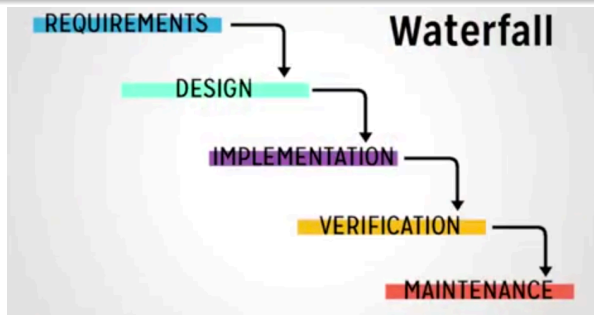 REQUIREMENTS
Waterfall
DESIGN
IMPLEMENTATION
VERIFICATION
MAINTENANCE